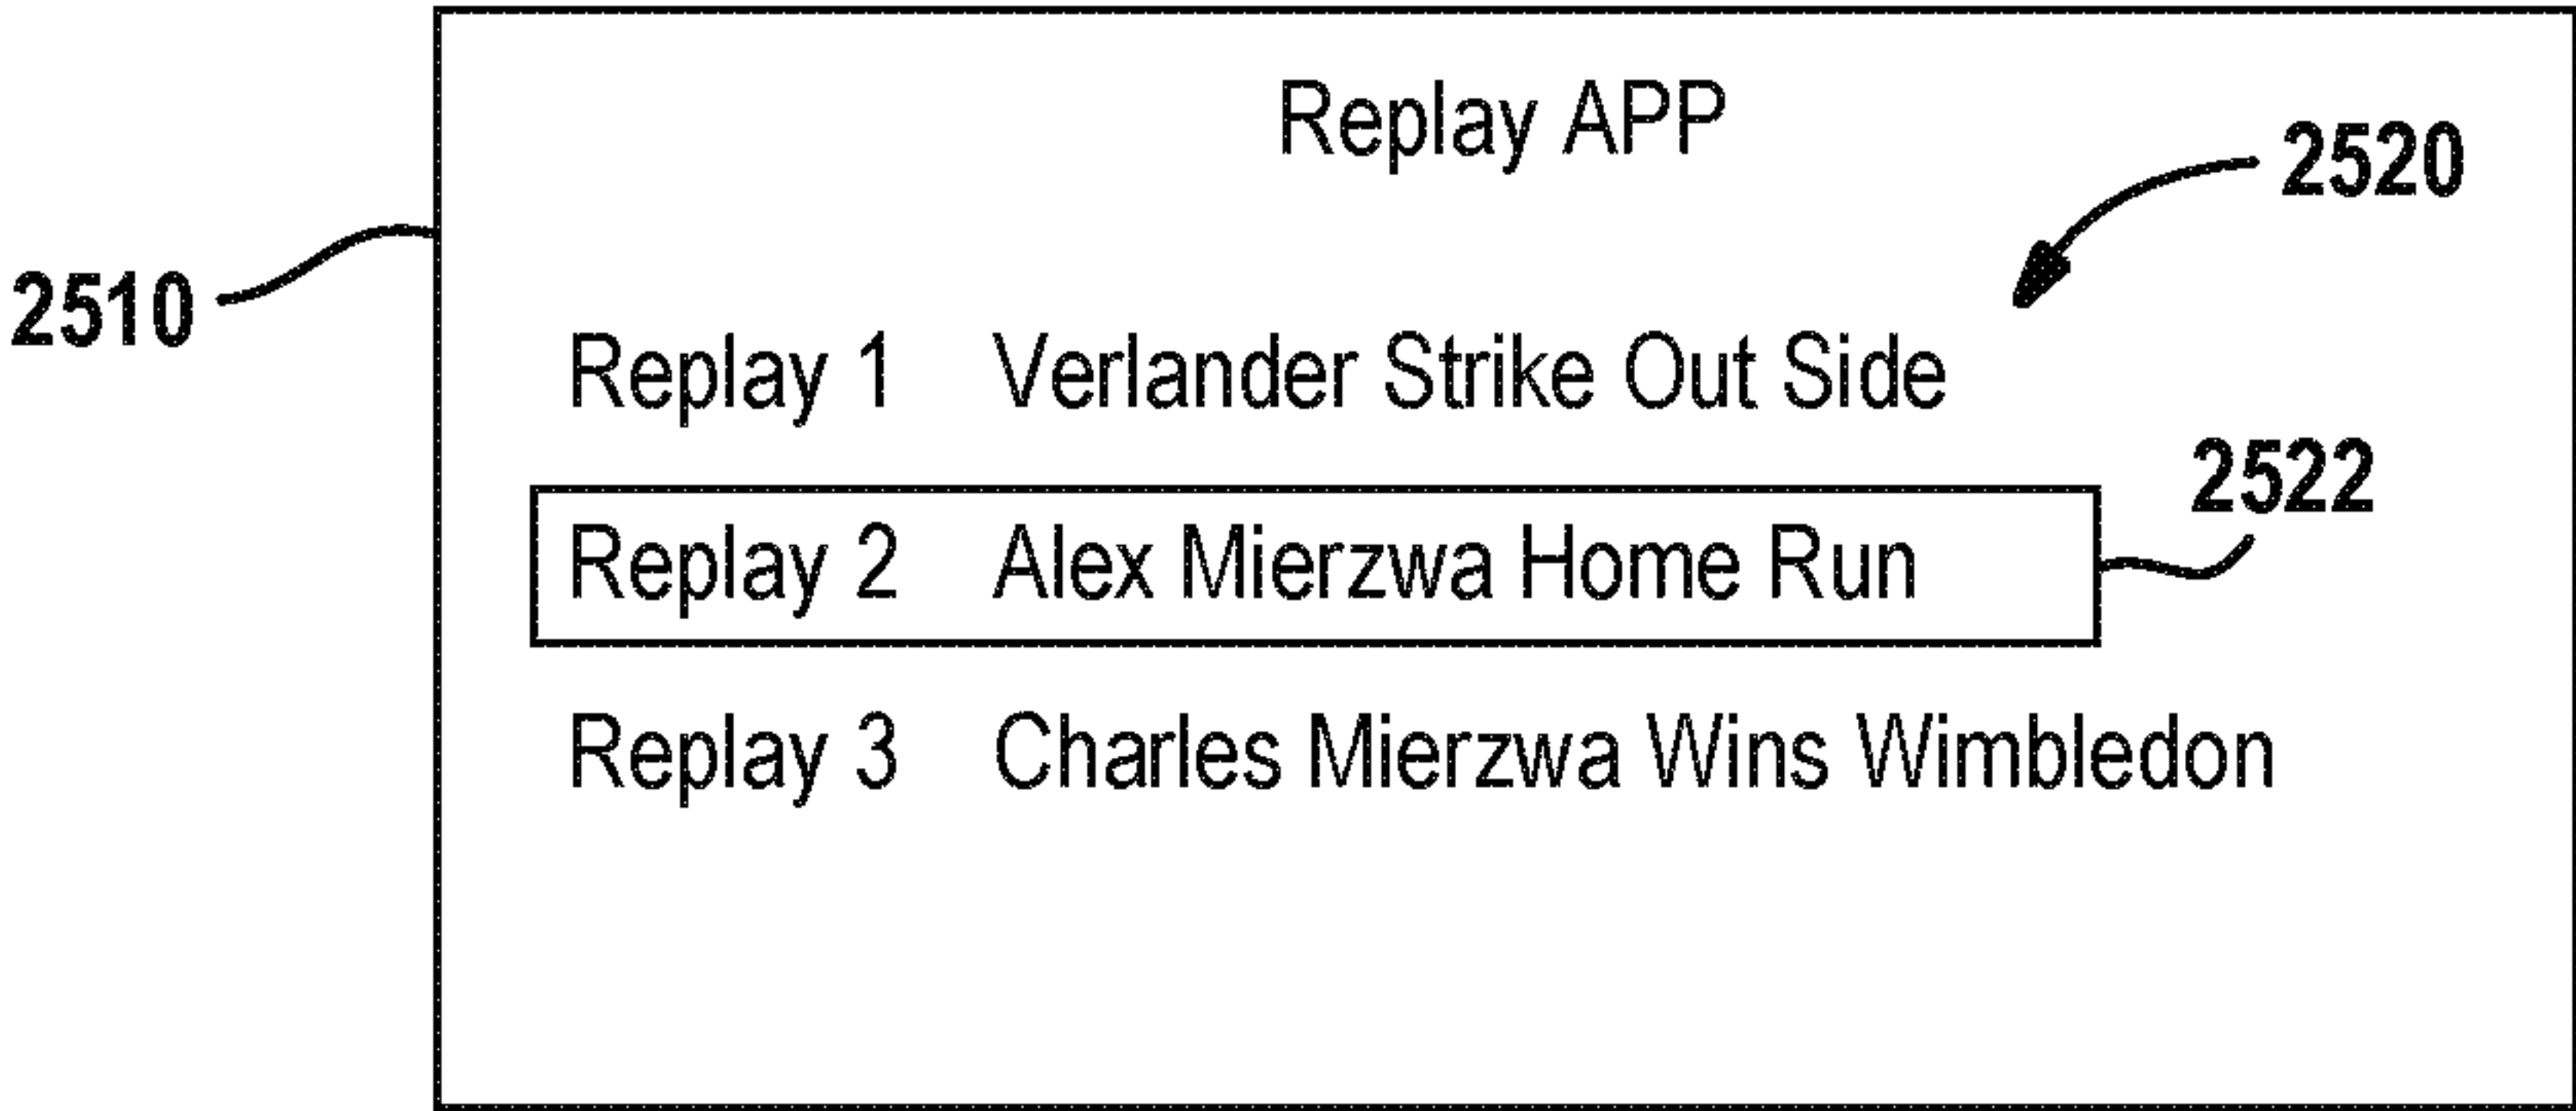 Replay APP
2520
2510
Replay 1 Verlander Strike Out Side
2522
Replay 2 Alex Mierzwa Home Run
Replay 3 Charles Mierzwa Wins Wimbledon